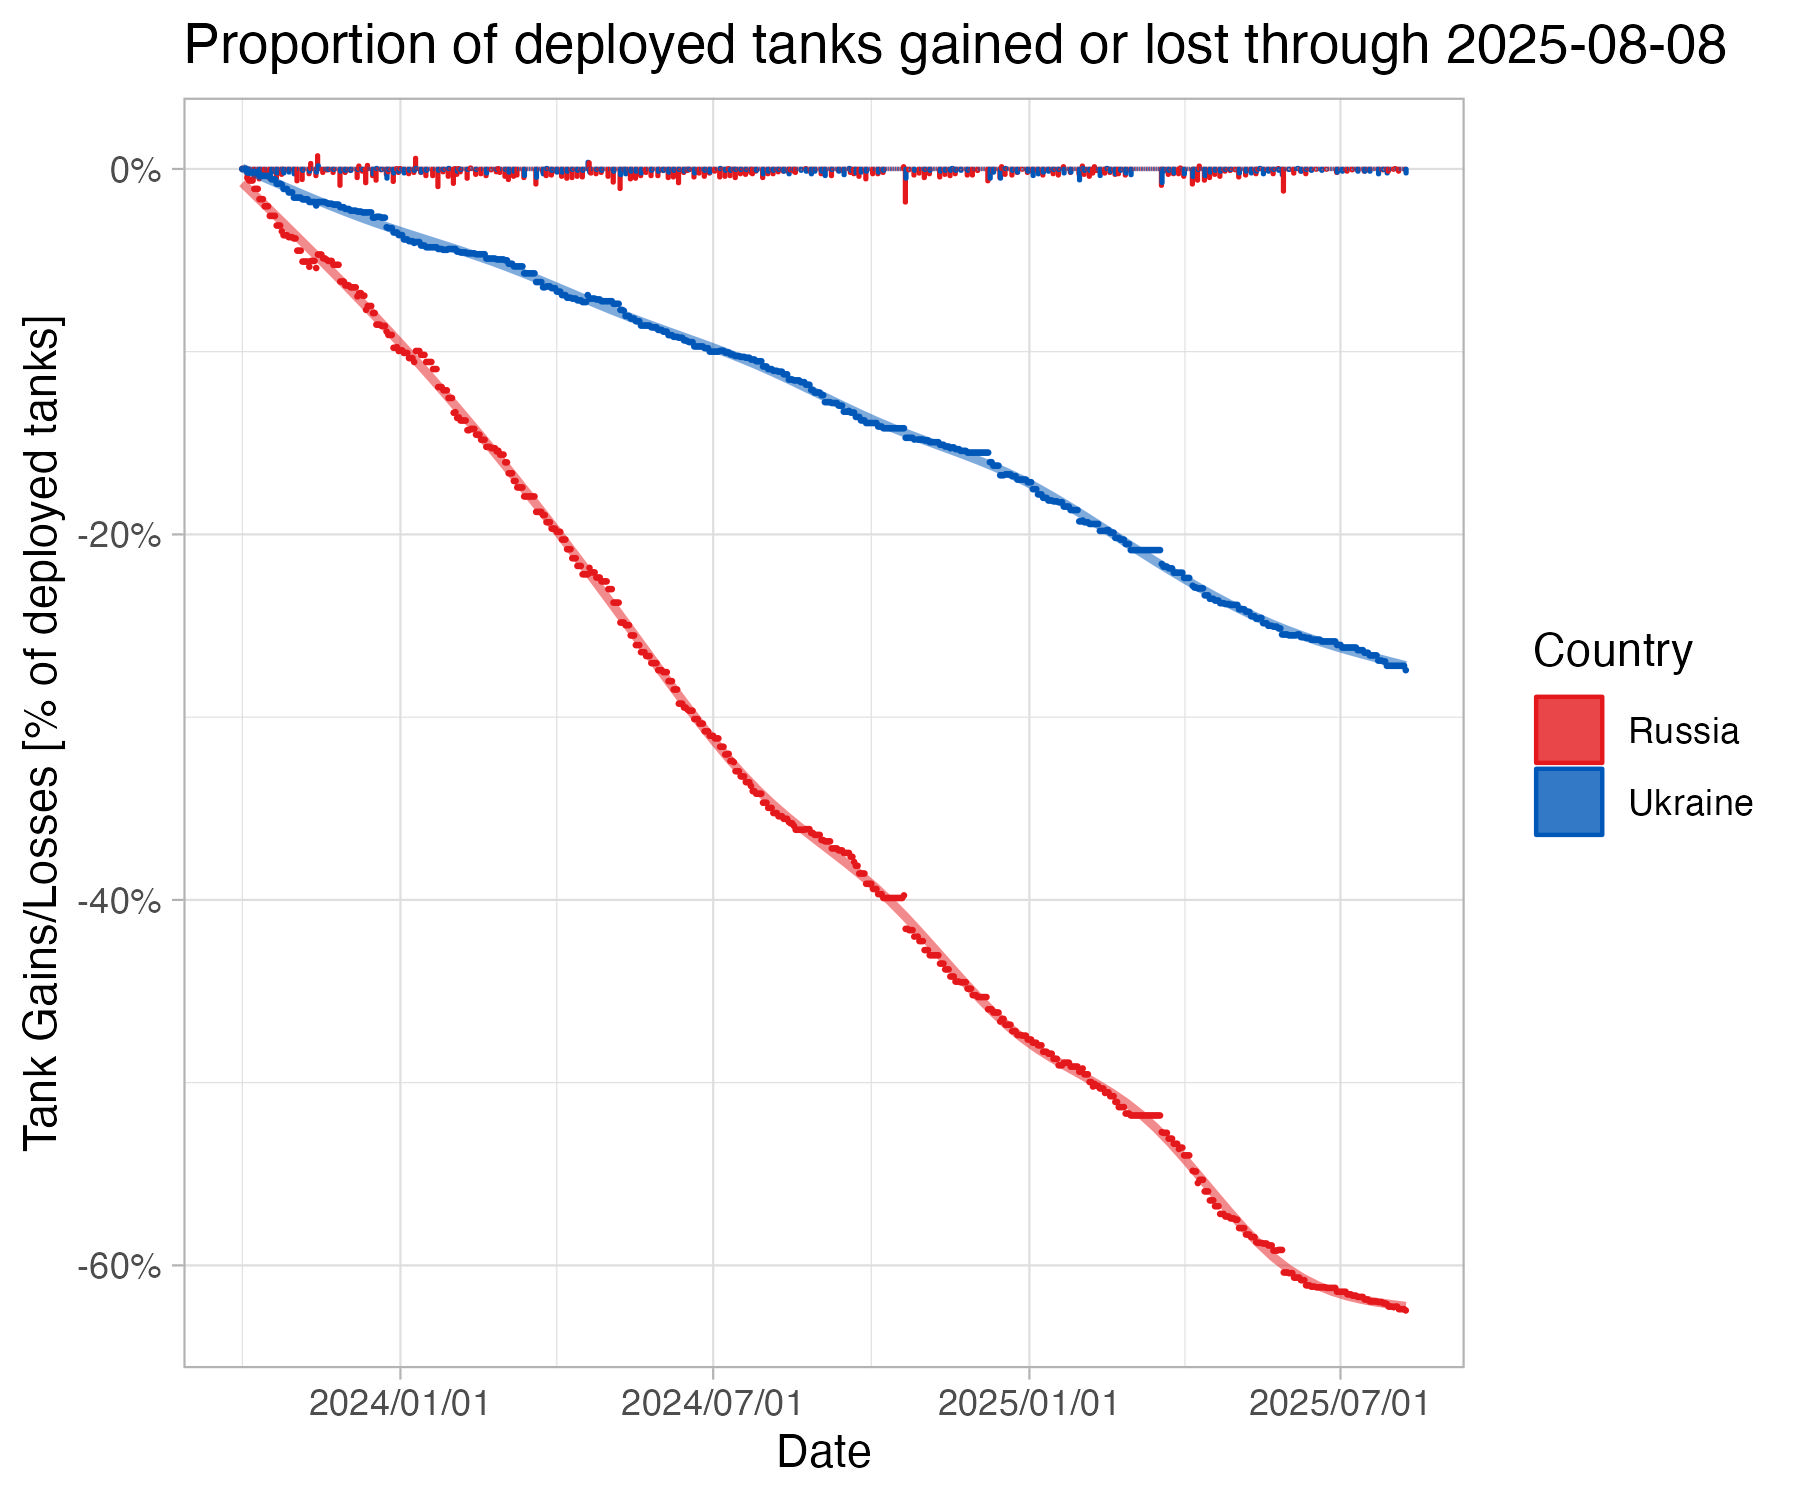 Proportion of deployed tanks gained or lost through 2025-08-08
Tank Gains/Losses [% of deployed tanks]
0%
-20%
-40%
-60%
2024/01/01
2024/07/01
2025/01/01
2025/07/01
Date
Country
Russia
Ukraine